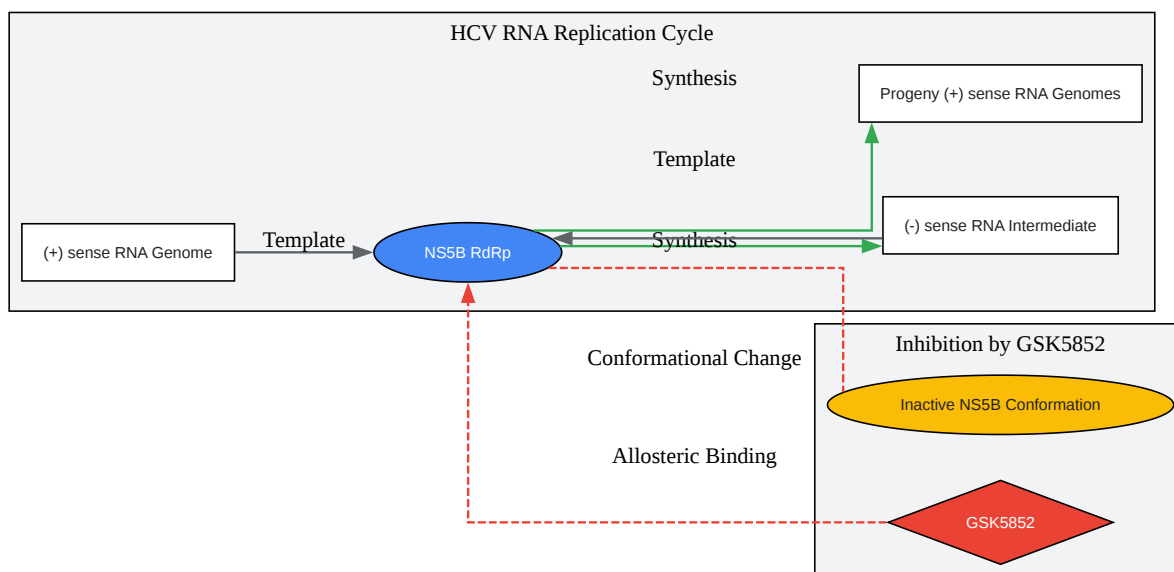 HCV RNA Replication Cycle
Synthesis
Progeny (+) sense RNA Genomes
Template
(+) sense RNA Genome
Template
NS5B RdRp
Synthesis
(-) sense RNA Intermediate
Inhibition by GSK5852
Conformational Change
Inactive NS5B Conformation
Allosteric Binding
GSK5852